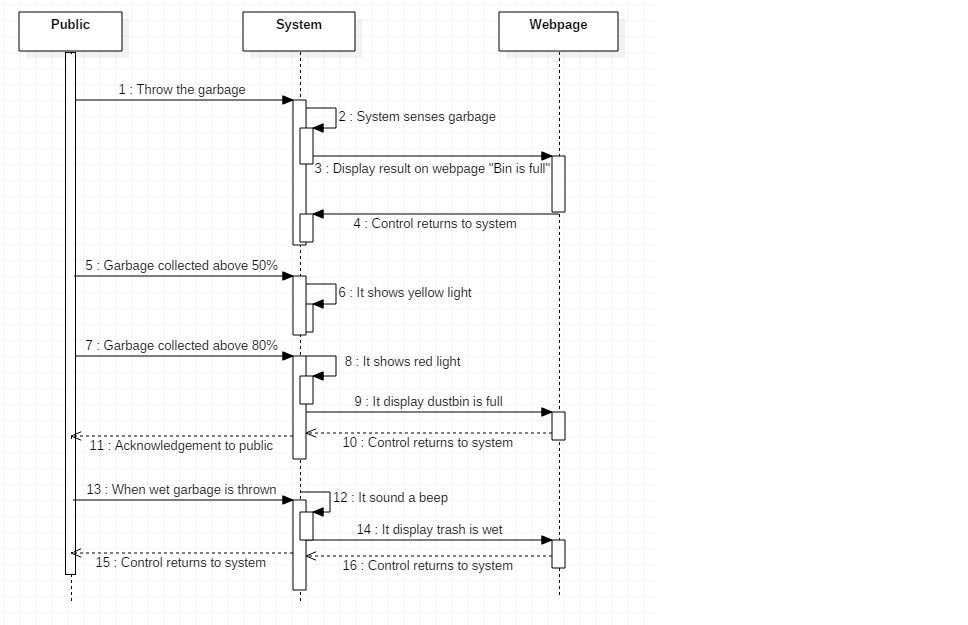 Public
System
Webpage
1 : Throw the garbage
2 : System senses garbage
3 : Display result on webpage "Bin is full"
4 : Control returns to system
5 : Garbage collected above 50%
6 : It shows yellow light
7 : Garbage collected above 80%
8 : It shows red light
9 : It display dustbin is full
10 : Control returns to system
11 : Acknowledgement to public
13 : When wet garbage is thrown
12 : It sound a beep
14 : It display trash is wet
15 : Control returns to system
16 : Control returns to system